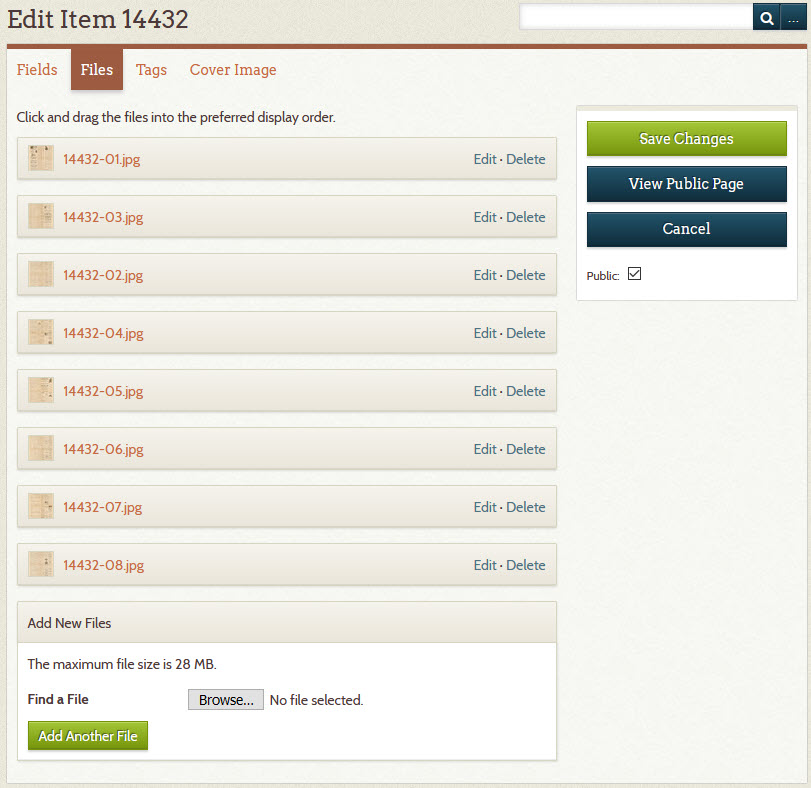 Edit Item 14432
...
Fields Files Tags Cover Image
Click and drag the files into the preferred display order.
14432-01.jpg Edit · Delete
14432-03.jpg Edit · Delete
14432-02.jpg Edit · Delete
14432-04.jpg Edit · Delete
14432-05.jpg Edit · Delete
14432-06.jpg Edit · Delete
14432-07.jpg Edit · Delete
14432-08.jpg Edit · Delete
Add New Files
The maximum file size is 28 MB.
Find a File Browse... No file selected.
Add Another File
Save Changes
View Public Page
Cancel
Public: